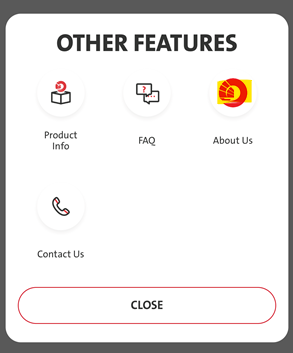 OTHER FEATURES
Product
Info
FAQ
About Us
Contact Us
CLOSE